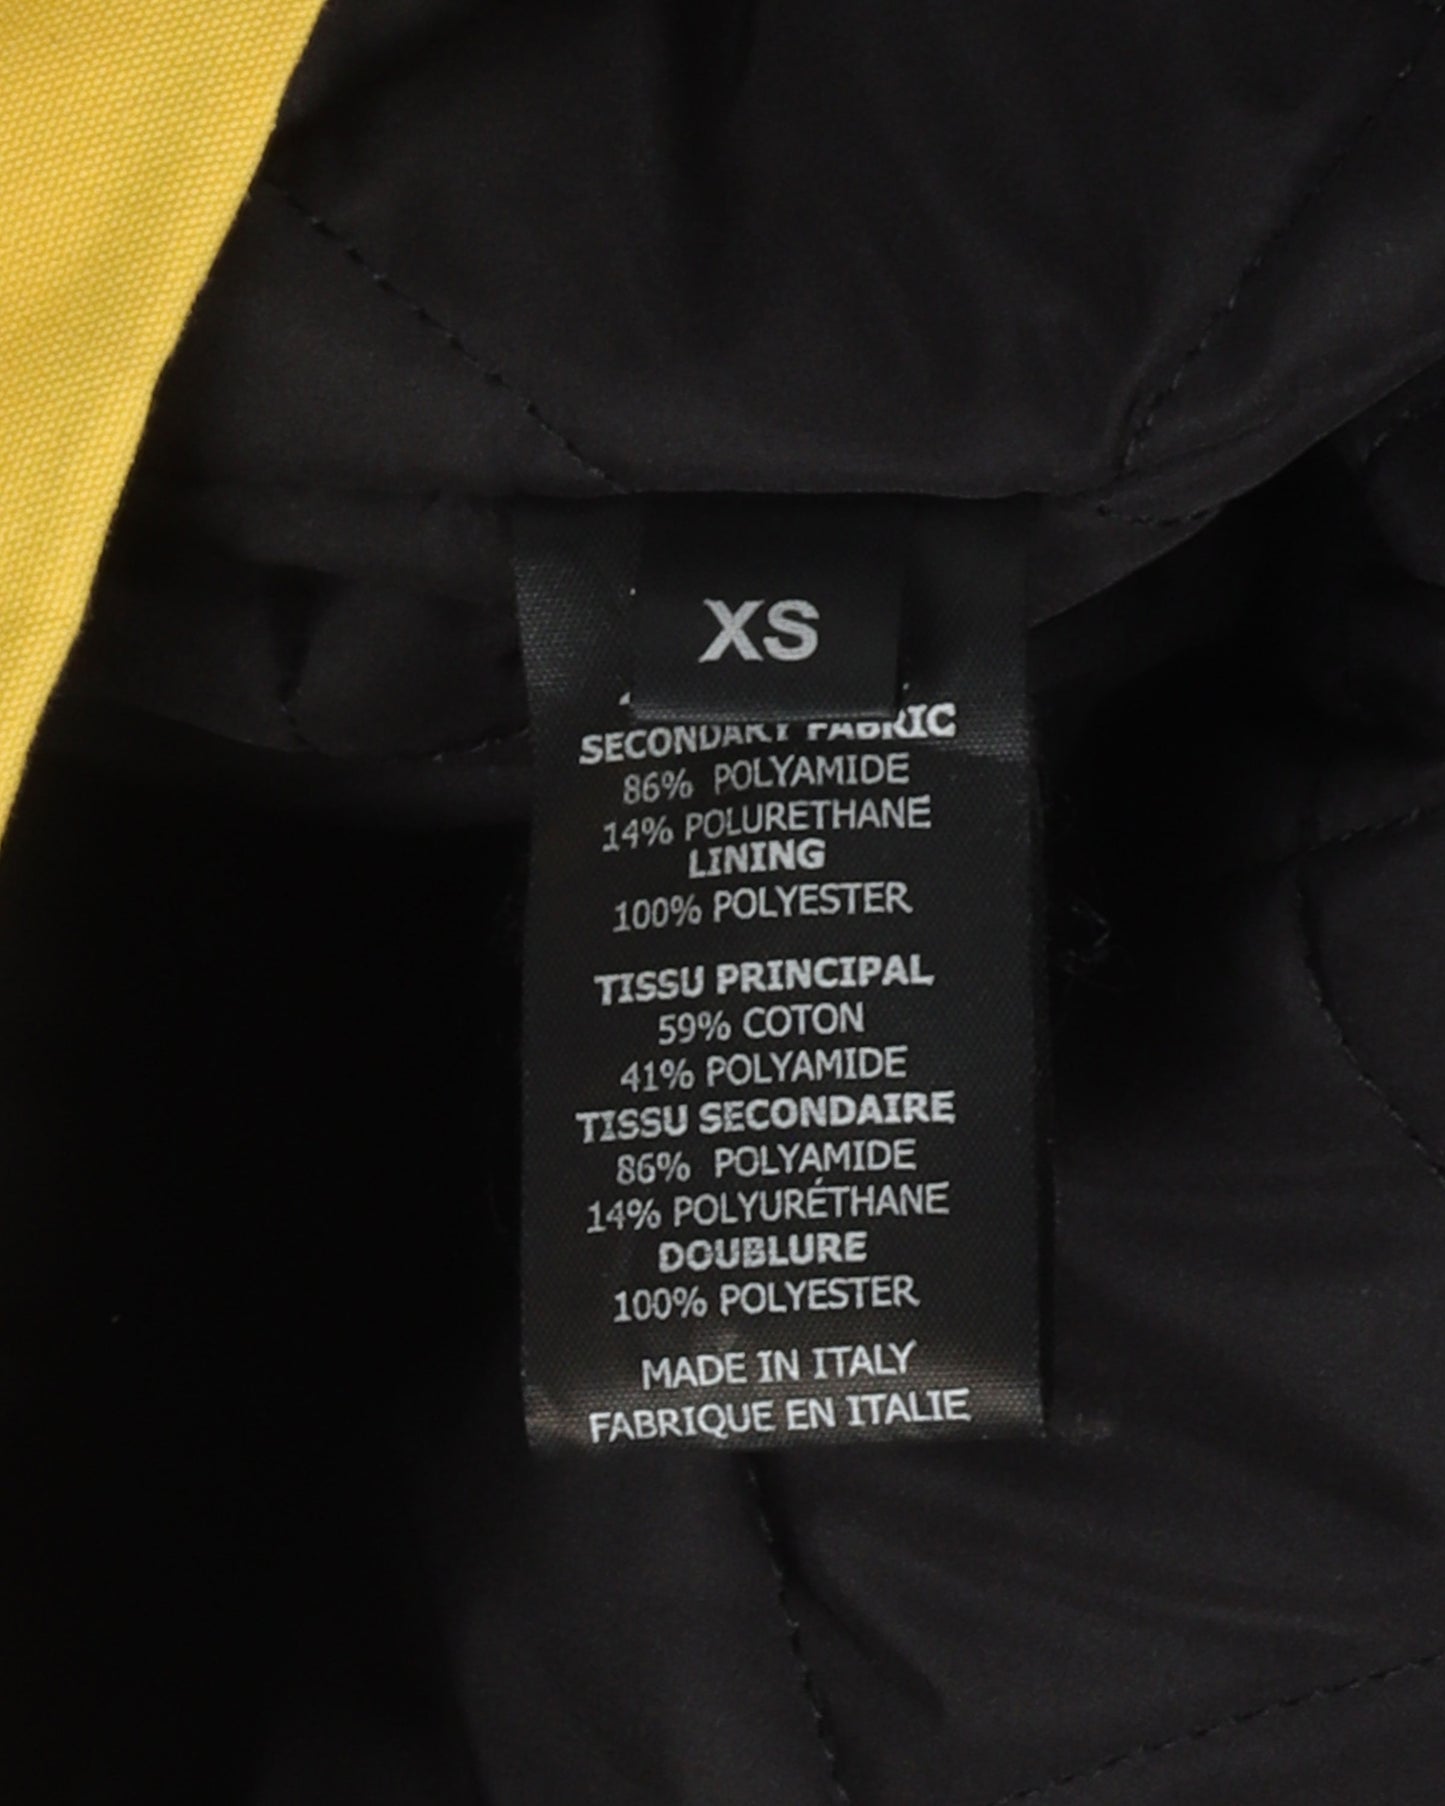 XS
SECONDARY FABRIC
86% POLYAMIDE
14% POLURETHANE
LINING
100% POLYESTER
TISSU PRINCIPAL
59% COTON
41% POLYAMIDE
TISSU SECONDAIRE
86% POLYAMIDE
14% POLYURÉTHANE
DOUBLURE
100% POLYESTER
MADE IN ITALY
FABRIQUE EN ITALIE